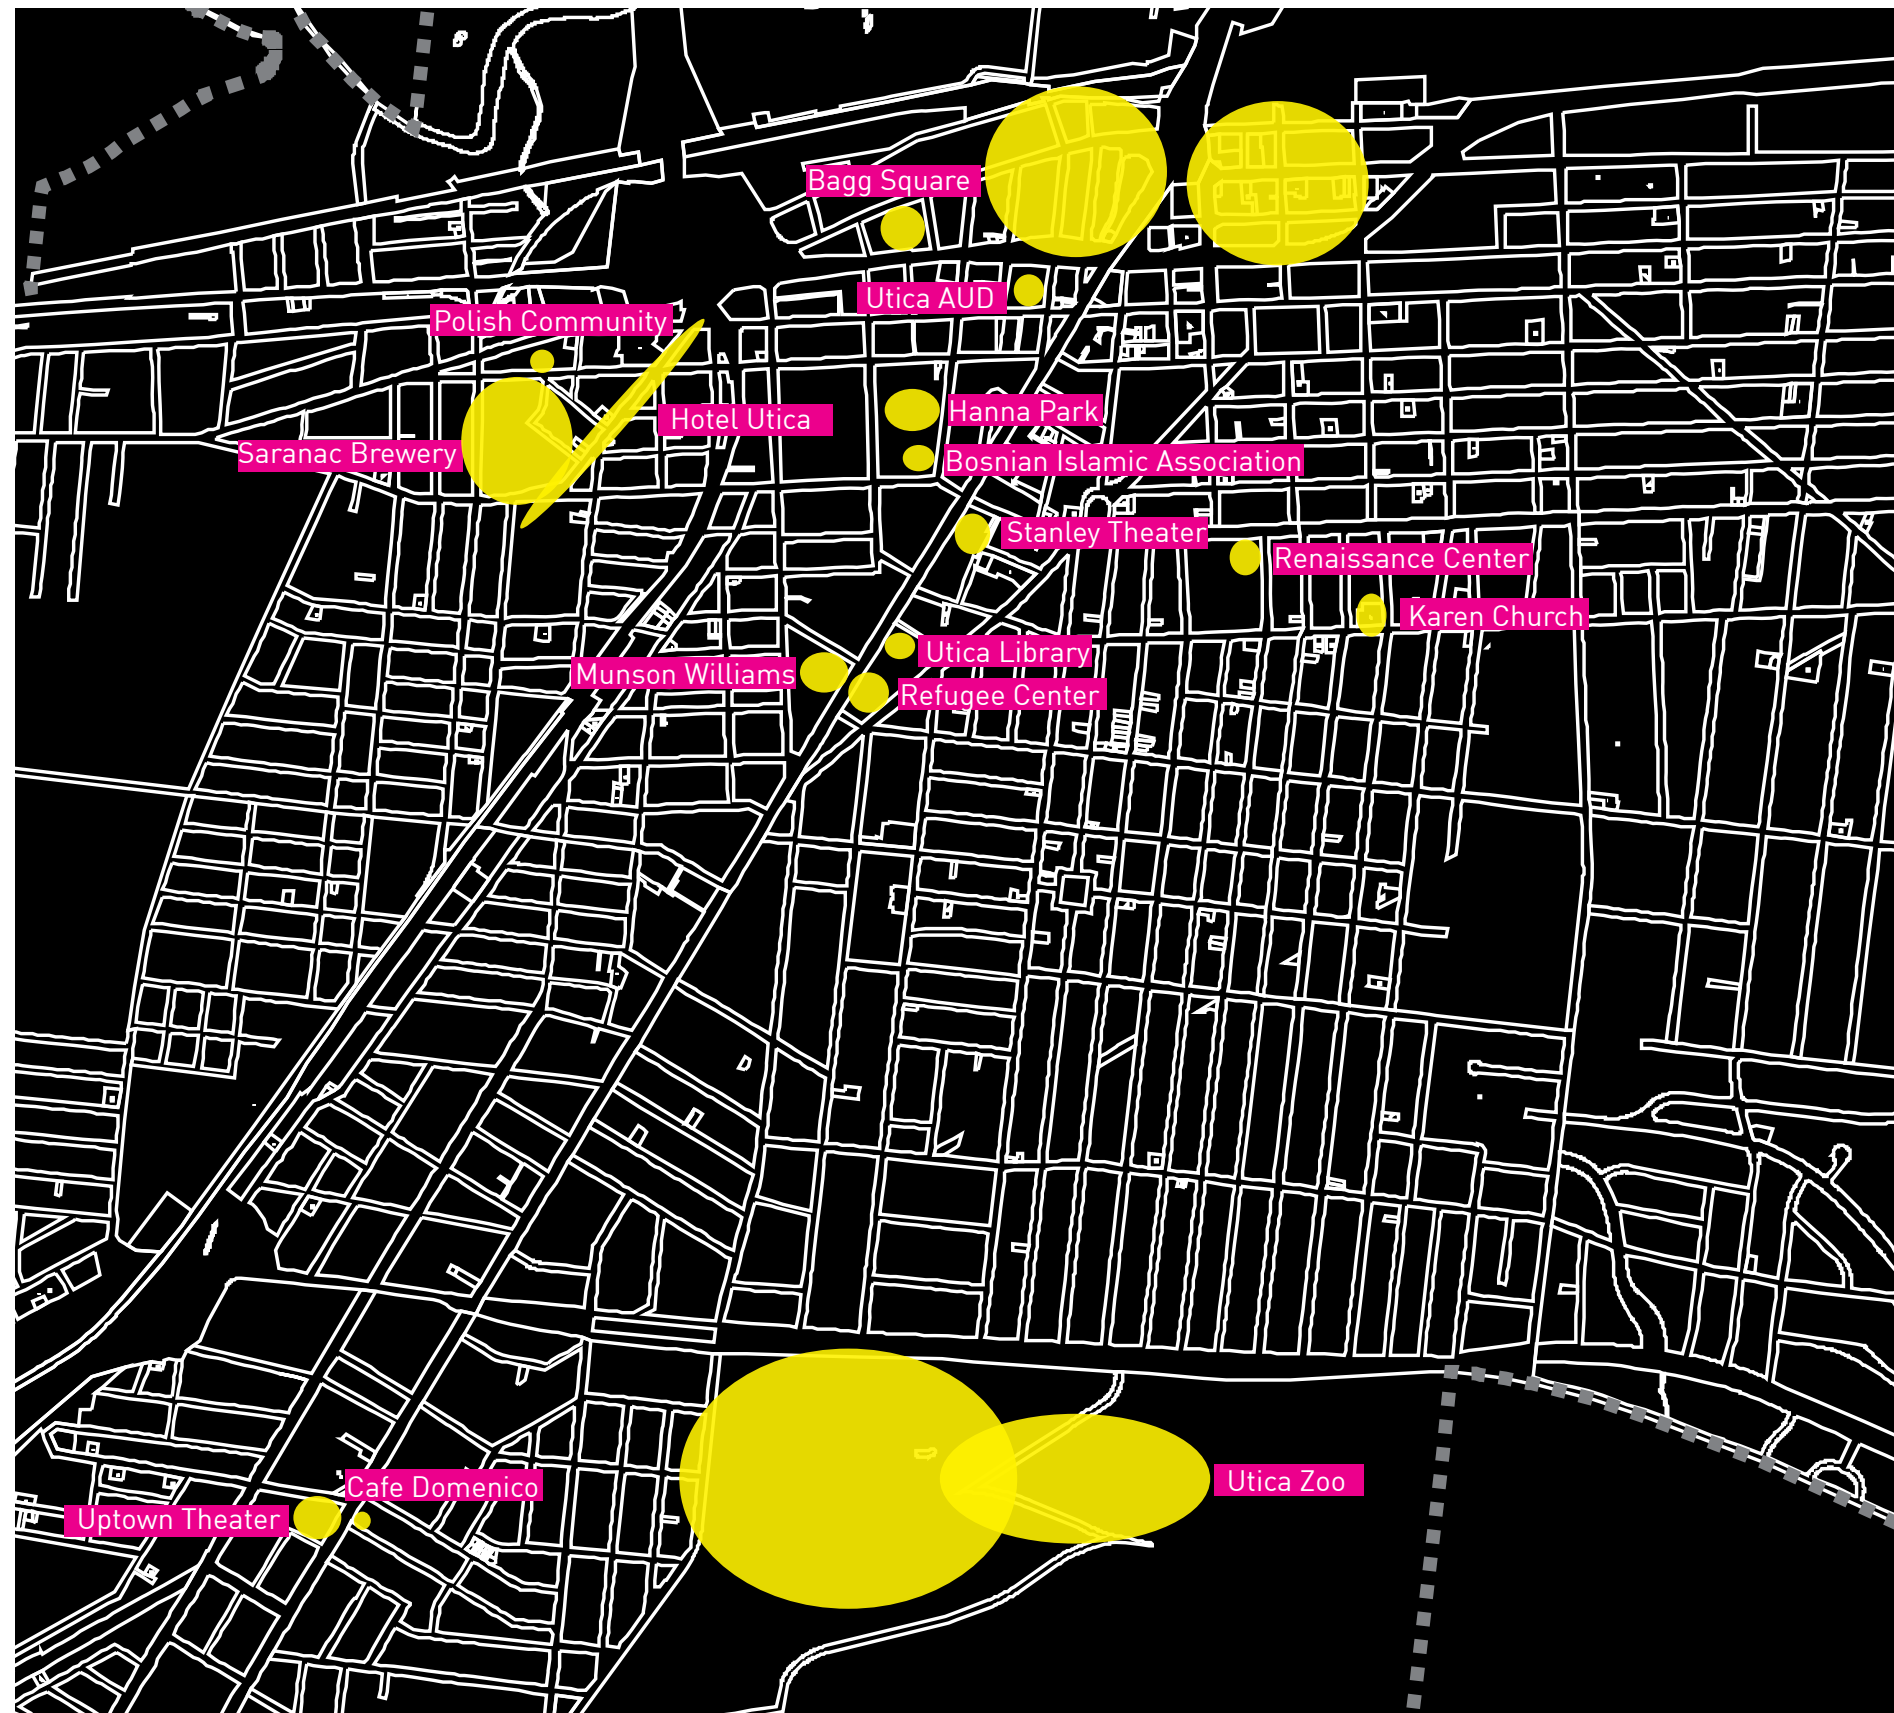 Bagg Square
Utica AUD
Polish Community
Hotel Utica
Hanna Park
Saranac Brewery
Bosnian Islamic Association
Stanley Theater
Renaissance Center
Karen Church
Utica Library
Munson Williams
Refugee Center
Utica Zoo
Cafe Domenico
Uptown Theater